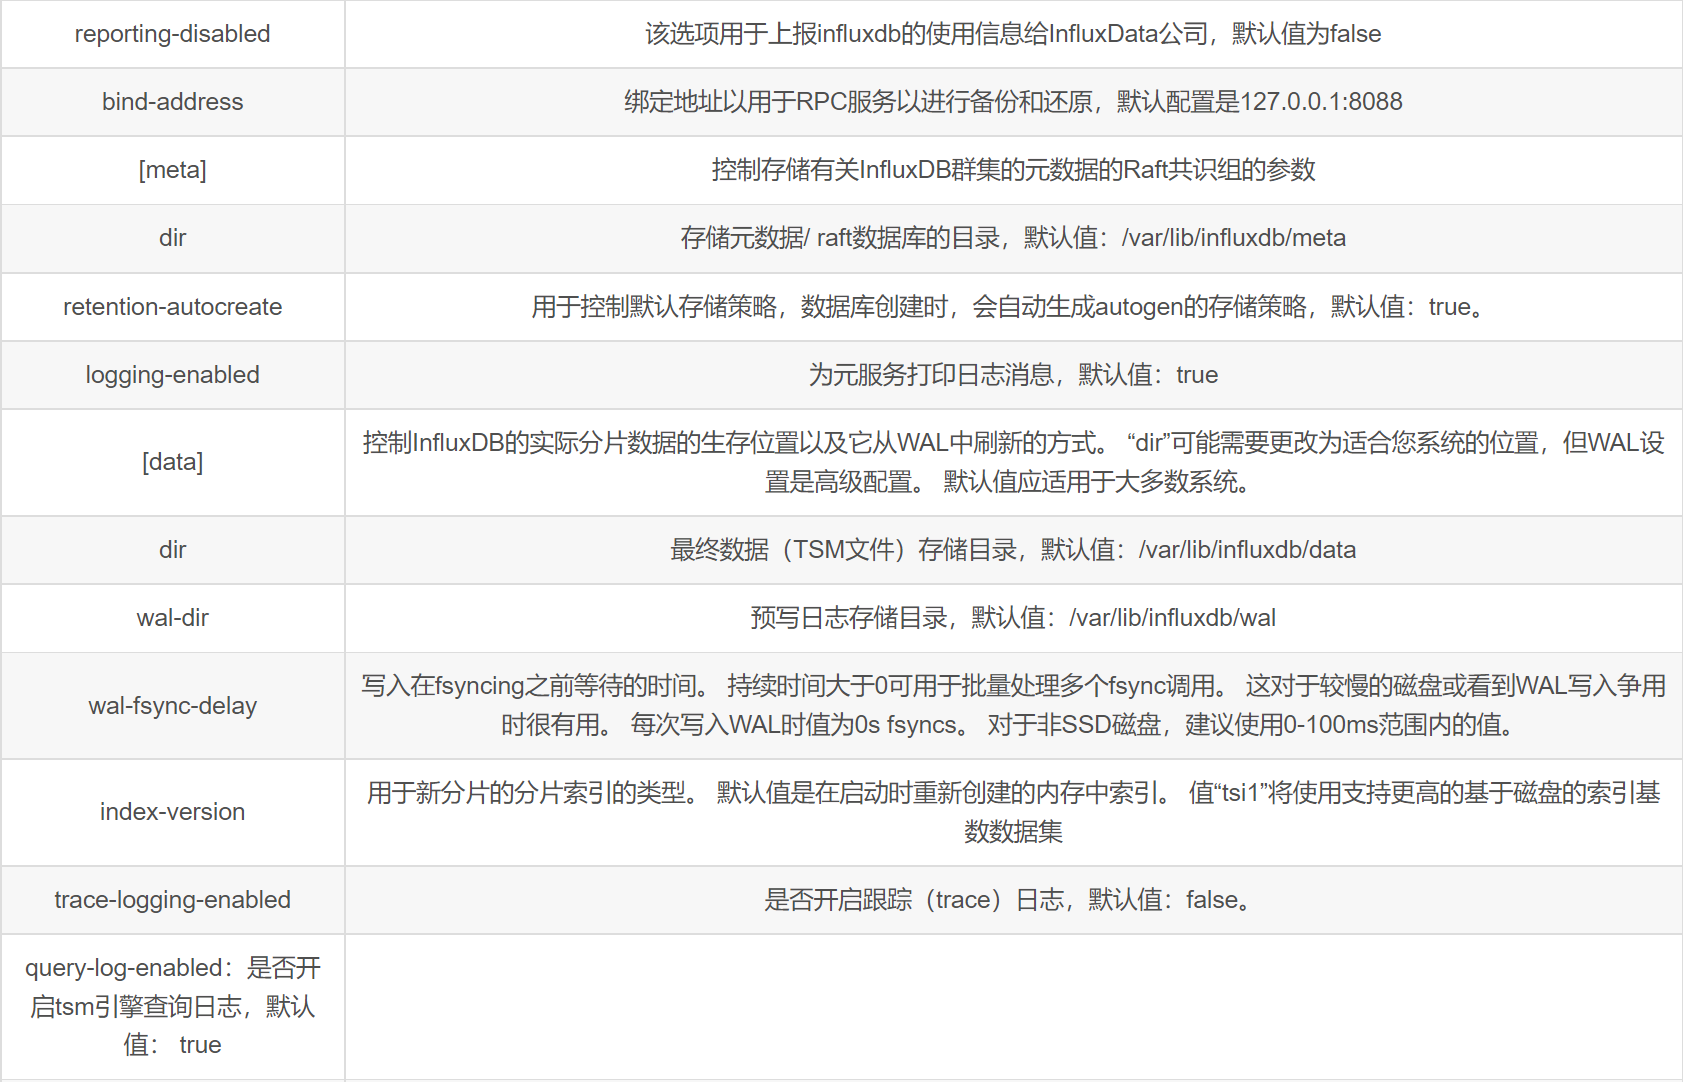 reporting-disabled
该选项用于上报influxdb的使用信息给InfluxData公司，默认值为false
bind-address
绑定地址以用于RPC服务以进行备份和还原，默认配置是127.0.0.1:8088
[meta]
控制存储有关InfluxDB群集的元数据的Raft共识组的参数
dir
存储元数据/ raft数据库的目录，默认值：/var/lib/influxdb/meta
retention-autocreate
用于控制默认存储策略，数据库创建时，会自动生成autogen的存储策略，默认值：true。
logging-enabled
为元服务打印日志消息，默认值：true
[data]
控制InfluxDB的实际分片数据的生存位置以及它从WAL中刷新的方式。 “dir”可能需要更改为适合您系统的位置，但WAL设
置是高级配置。 默认值应适用于大多数系统。
dir
最终数据（TSM文件）存储目录，默认值：/var/lib/influxdb/data
wal-dir
预写日志存储目录，默认值：/var/lib/influxdb/wal
wal-fsync-delay
写入在fsyncing之前等待的时间。 持续时间大于0可用于批量处理多个fsync调用。 这对于较慢的磁盘或看到WAL写入争用
时很有用。 每次写入WAL时值为0s fsyncs。 对于非SSD磁盘，建议使用0-100ms范围内的值。
index-version
用于新分片的分片索引的类型。 默认值是在启动时重新创建的内存中索引。 值“tsi1”将使用支持更高的基于磁盘的索引基
数数据集
trace-logging-enabled
是否开启跟踪（trace）日志，默认值：false。
query-log-enabled：是否开
启tsm引擎查询日志，默认
值： true